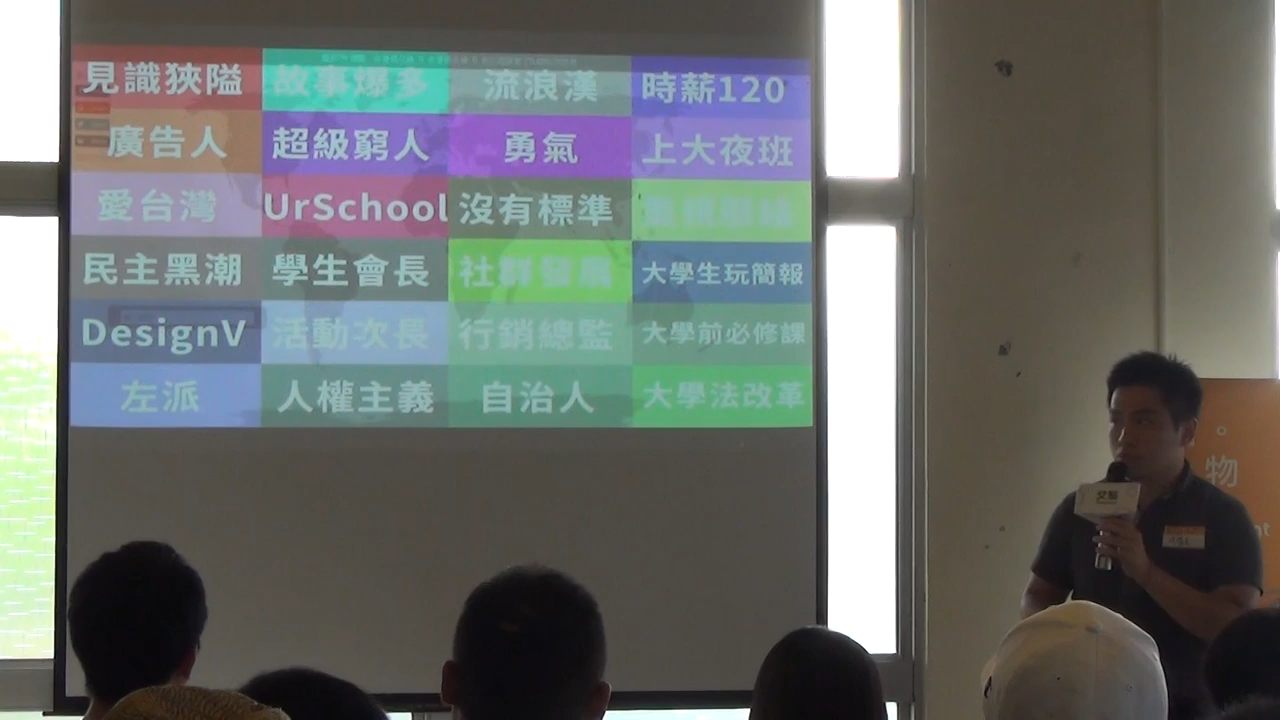 見識狹隘 故事爆多 流浪漢 時薪120
廣告人 超級窮人 勇氣 上大夜班
愛台灣 UrSchool 沒有標準
民主黑潮 學生會長 社群發展 大學生玩簡報
DesignV 活動次長 行銷總監 大學前必修課
左派 人權主義 自治人 大學法改革
。
物
nt